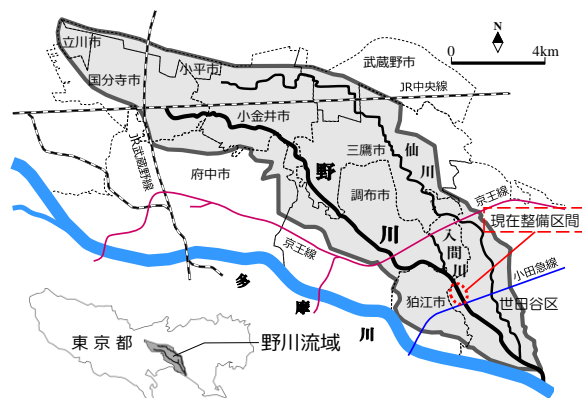 立川市
小平市
国分寺市
武蔵野市
N
0 4km
JR中央線
小金井市
JR武蔵野線
府中市
三鷹市
仙川
野川
調布市
京王線
現在整備区間
入間川
京王線
小田急線
多摩川
狛江市
世田谷区
東京都
野川流域